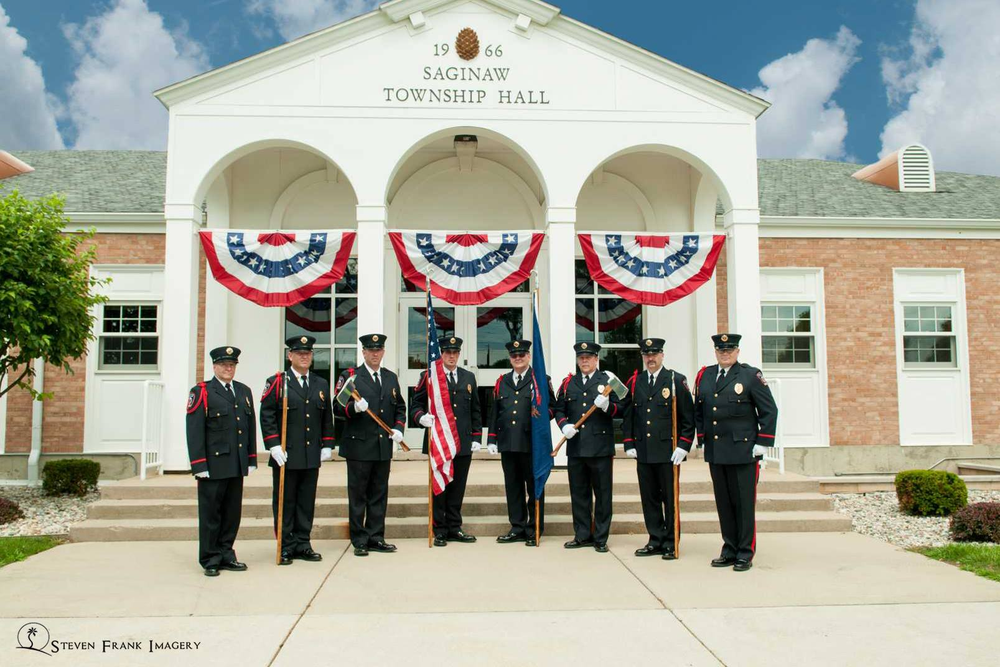 19 66
SAGINAW
TOWNSHIP HALL
STEVEN FRANK IMAGERY